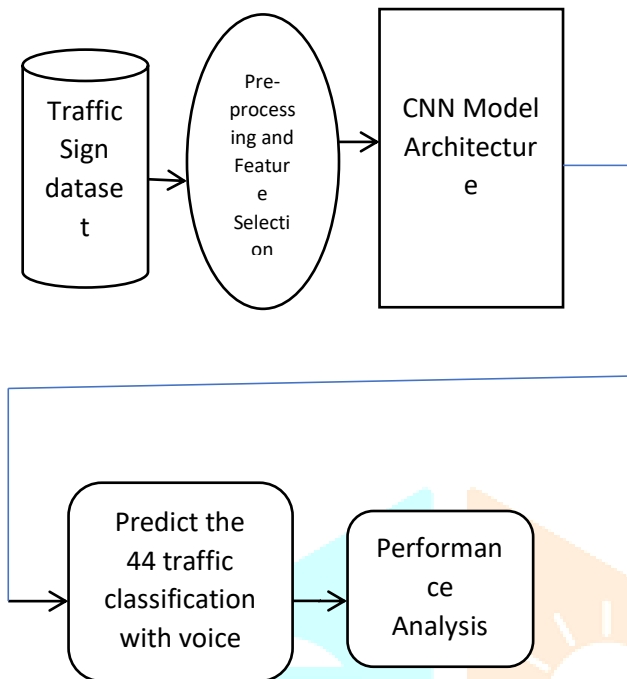 Traffic
Sign
datase
t
Pre-
process
ing and
Featur
e
Selecti
on
CNN Model
Architectur
e
Predict the
44 traffic
classification
with voice
Performan
ce
Analysis